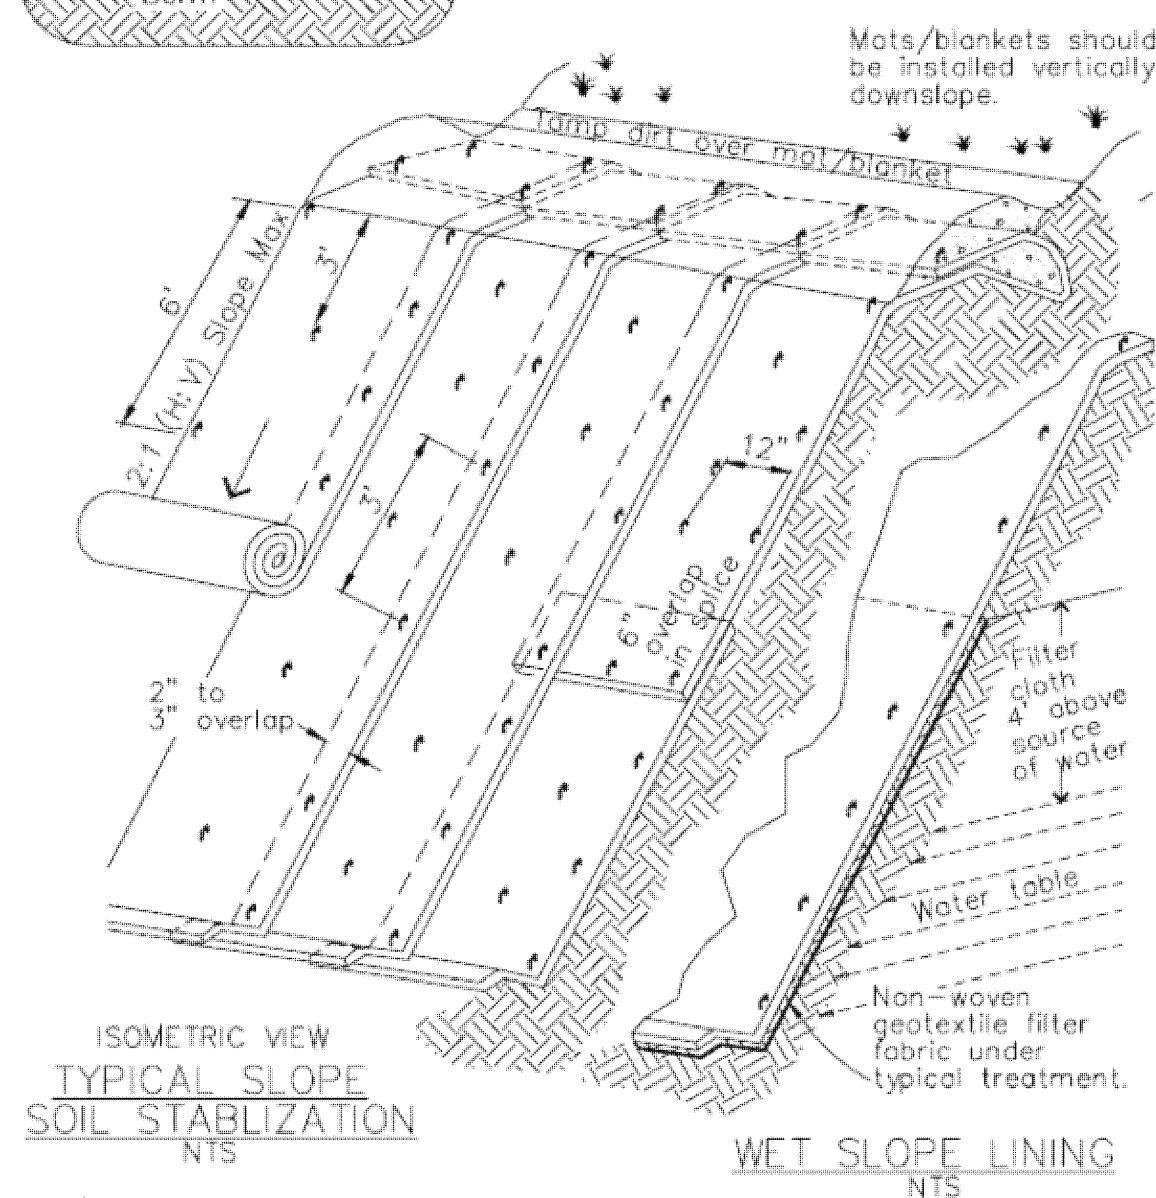 Mats/blankets should
be installed vertically
downslope.
Tamp dirt over mat/blanket
6'
3'
2:1 (H:V) Slope Max
12"
3'
6"
overlap
in splice
2" to
3" overlap
Filter
cloth
4' above
source
of water
Water table
Non-woven
geotextile filter
fabric under
typical treatment.
ISOMETRIC VIEW
TYPICAL SLOPE
SOIL STABLIZATION
NTS
WET SLOPE LINING
NTS